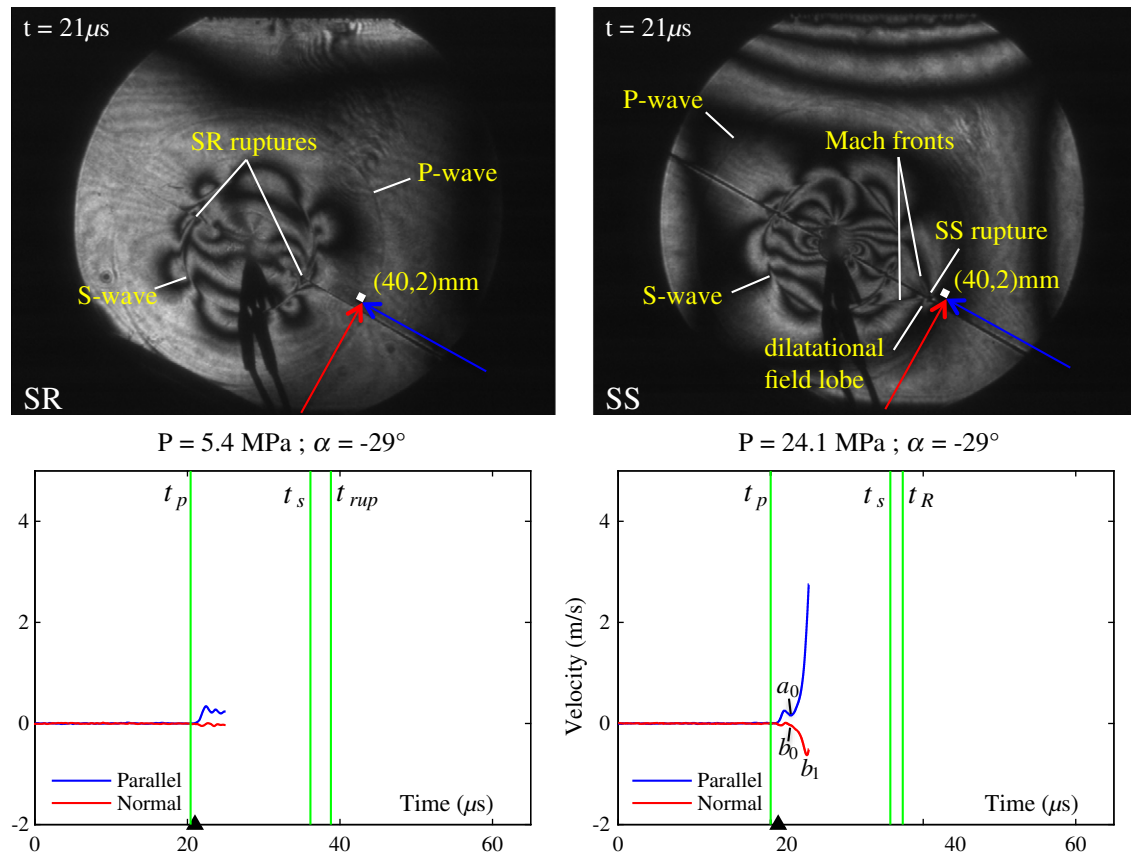 t = 21μs
SR ruptures
P-wave
S-wave
(40,2)mm
SR
t = 21μs
P-wave
Mach fronts
SS rupture
(40,2)mm
S-wave
dilatational
field lobe
SS
P = 5.4 MPa ; α = -29°
t_p
t_s
t_rup
4
2
0
-2
Parallel
Normal
Time (μs)
0
20
40
60
P = 24.1 MPa ; α = -29°
t_p
t_s
t_R
Velocity (m/s)
4
2
0
-2
a_0
b_0
b_1
Parallel
Normal
Time (μs)
0
20
40
60